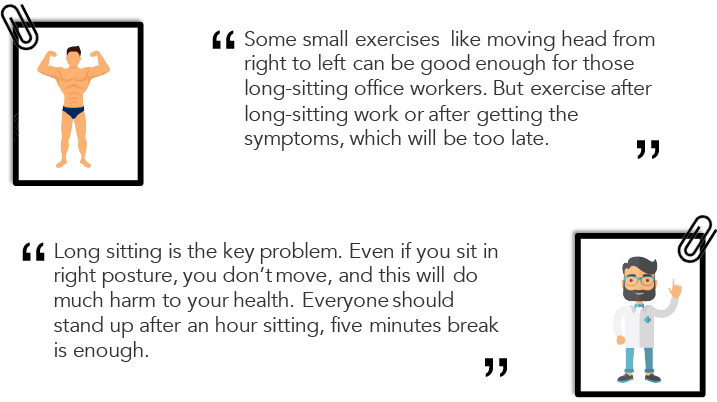 “ Some small exercises like moving head from
right to left can be good enough for those
long-sitting office workers. But exercise after
long-sitting work or after getting the
symptoms, which will be too late. ”
“ Long sitting is the key problem. Even if you sit in
right posture, you don’t move, and this will do
much harm to your health. Everyone should
stand up after an hour sitting, five minutes break
is enough. ”